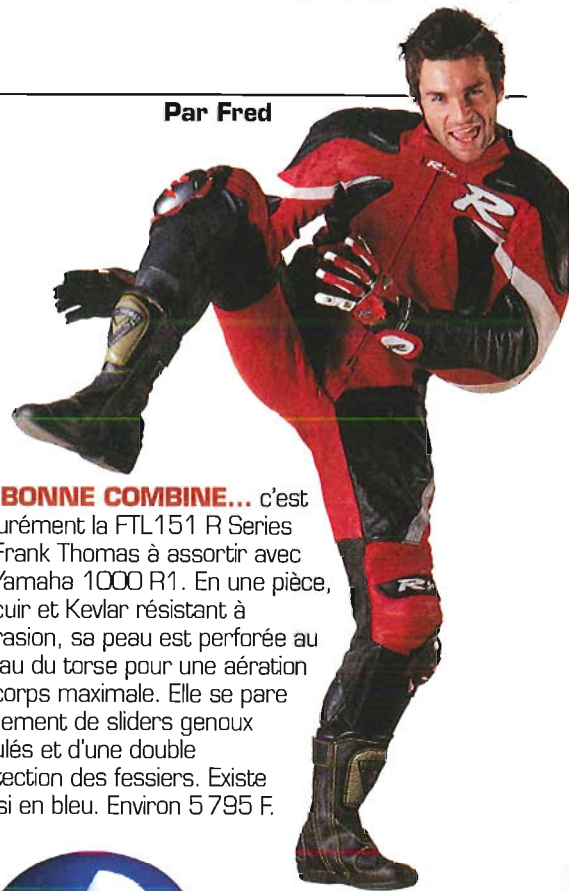 Par Fred
BONNE COMBINE... c'est
urément la FTL151 R Series
Frank Thomas à assortir avec
Yamaha 1000 R1. En une pièce,
cuir et Kevlar résistant à
rasion, sa peau est perforée au
au du torse pour une aération
corps maximale. Elle se pare
ement de sliders genoux
ulés et d'une double
tection des fessiers. Existe
si en bleu. Environ 5 795 F.